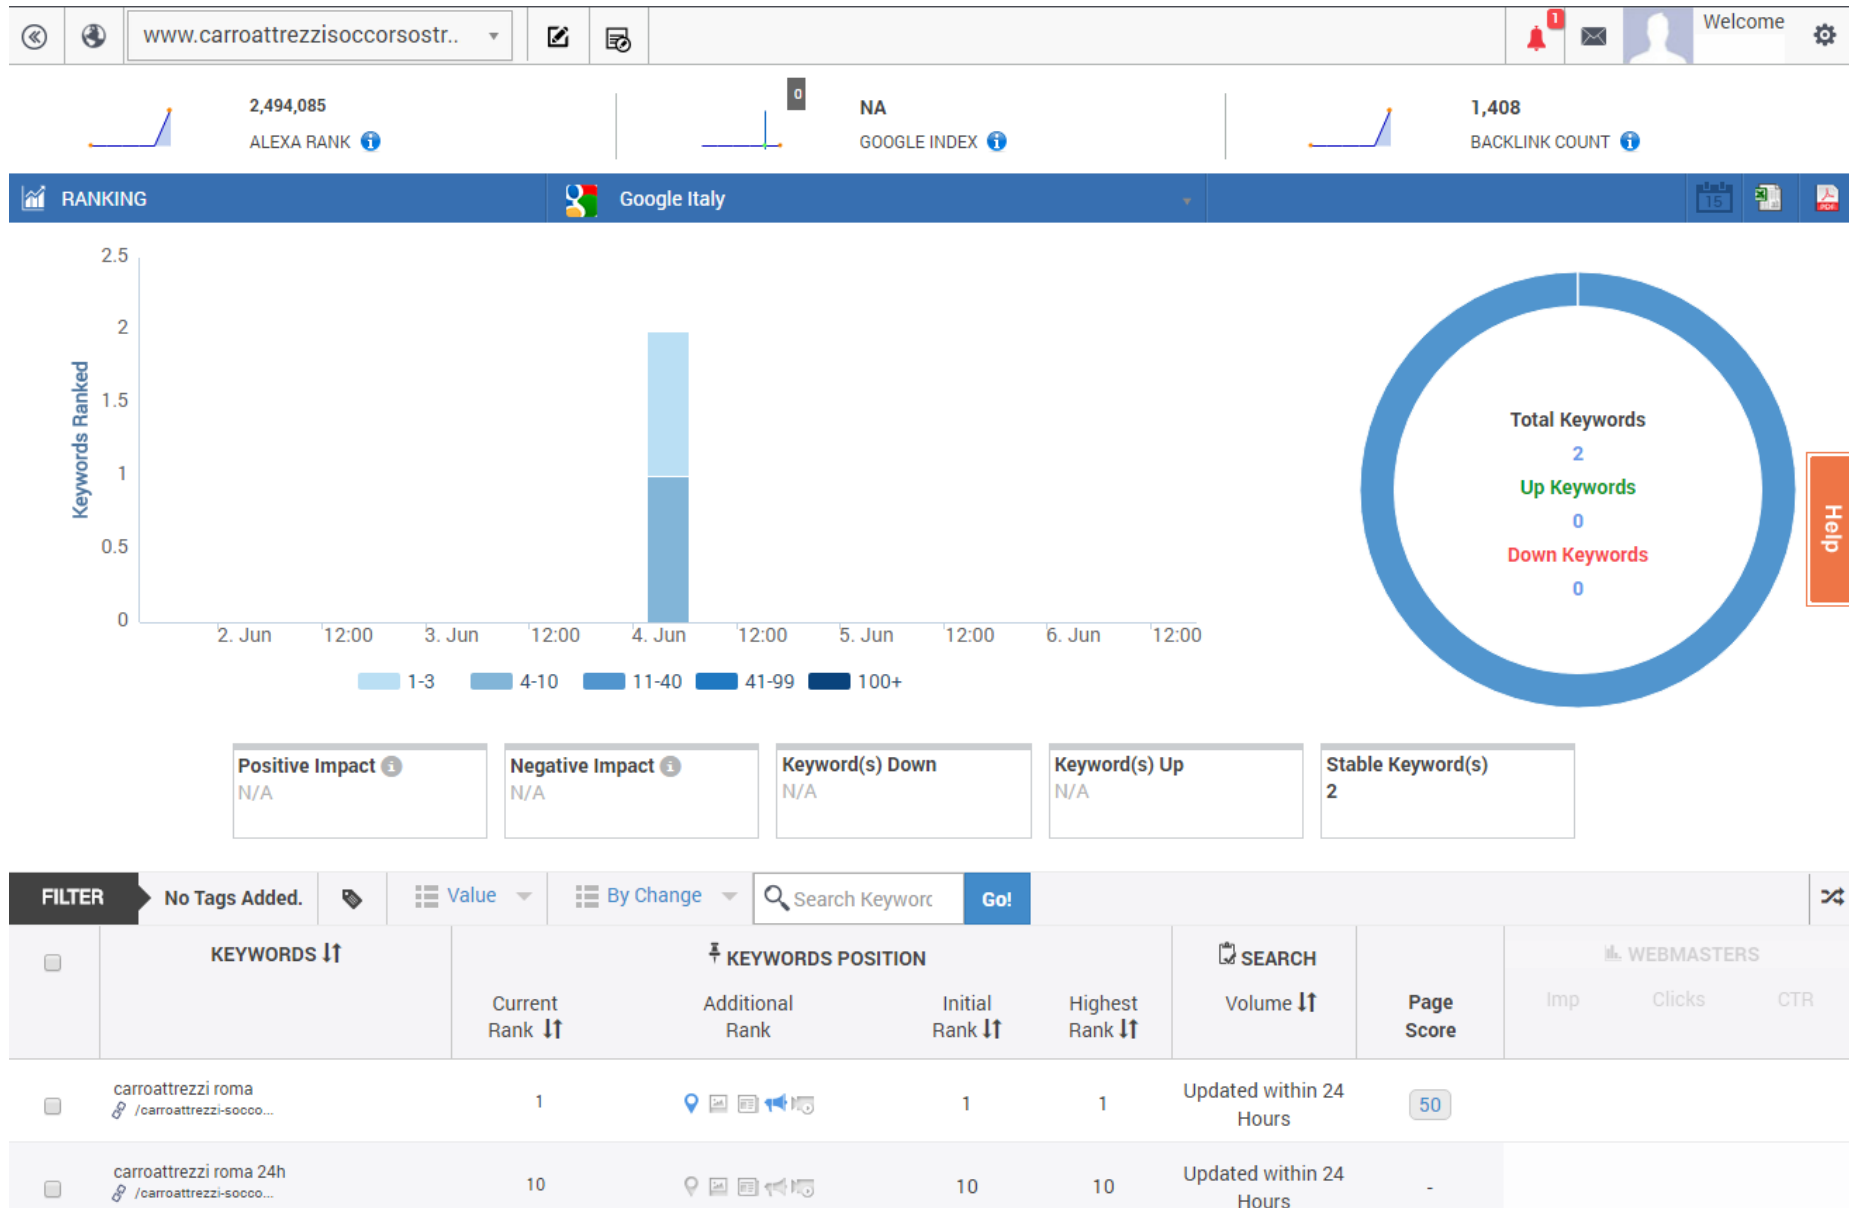 www.carroattrezzisoccorsostr..
1
Welcome
2,494,085
ALEXA RANK
0
NA
GOOGLE INDEX
1,408
BACKLINK COUNT
RANKING
Google Italy
15
PDF
2.5
2
1.5
1
0.5
0
Keywords Ranked
2. Jun
12:00
3. Jun
12:00
4. Jun
12:00
5. Jun
12:00
6. Jun
12:00
1-3
4-10
11-40
41-99
100+
Total Keywords
2
Up Keywords
0
Down Keywords
0
Help
Positive Impact
N/A
Negative Impact
N/A
Keyword(s) Down
N/A
Keyword(s) Up
N/A
Stable Keyword(s)
2
FILTER
No Tags Added.
Value
By Change
Search Keyword
Go!
KEYWORDS
KEYWORDS POSITION
SEARCH
WEBMASTERS
Current
Rank
Additional
Rank
Initial
Rank
Highest
Rank
Volume
Page
Score
Imp
Clicks
CTR
carroattrezzi roma
/carroattrezzi-socco...
1
1
1
Updated within 24
Hours
50
carroattrezzi roma 24h
/carroattrezzi-socco...
10
10
10
Updated within 24
Hours
-